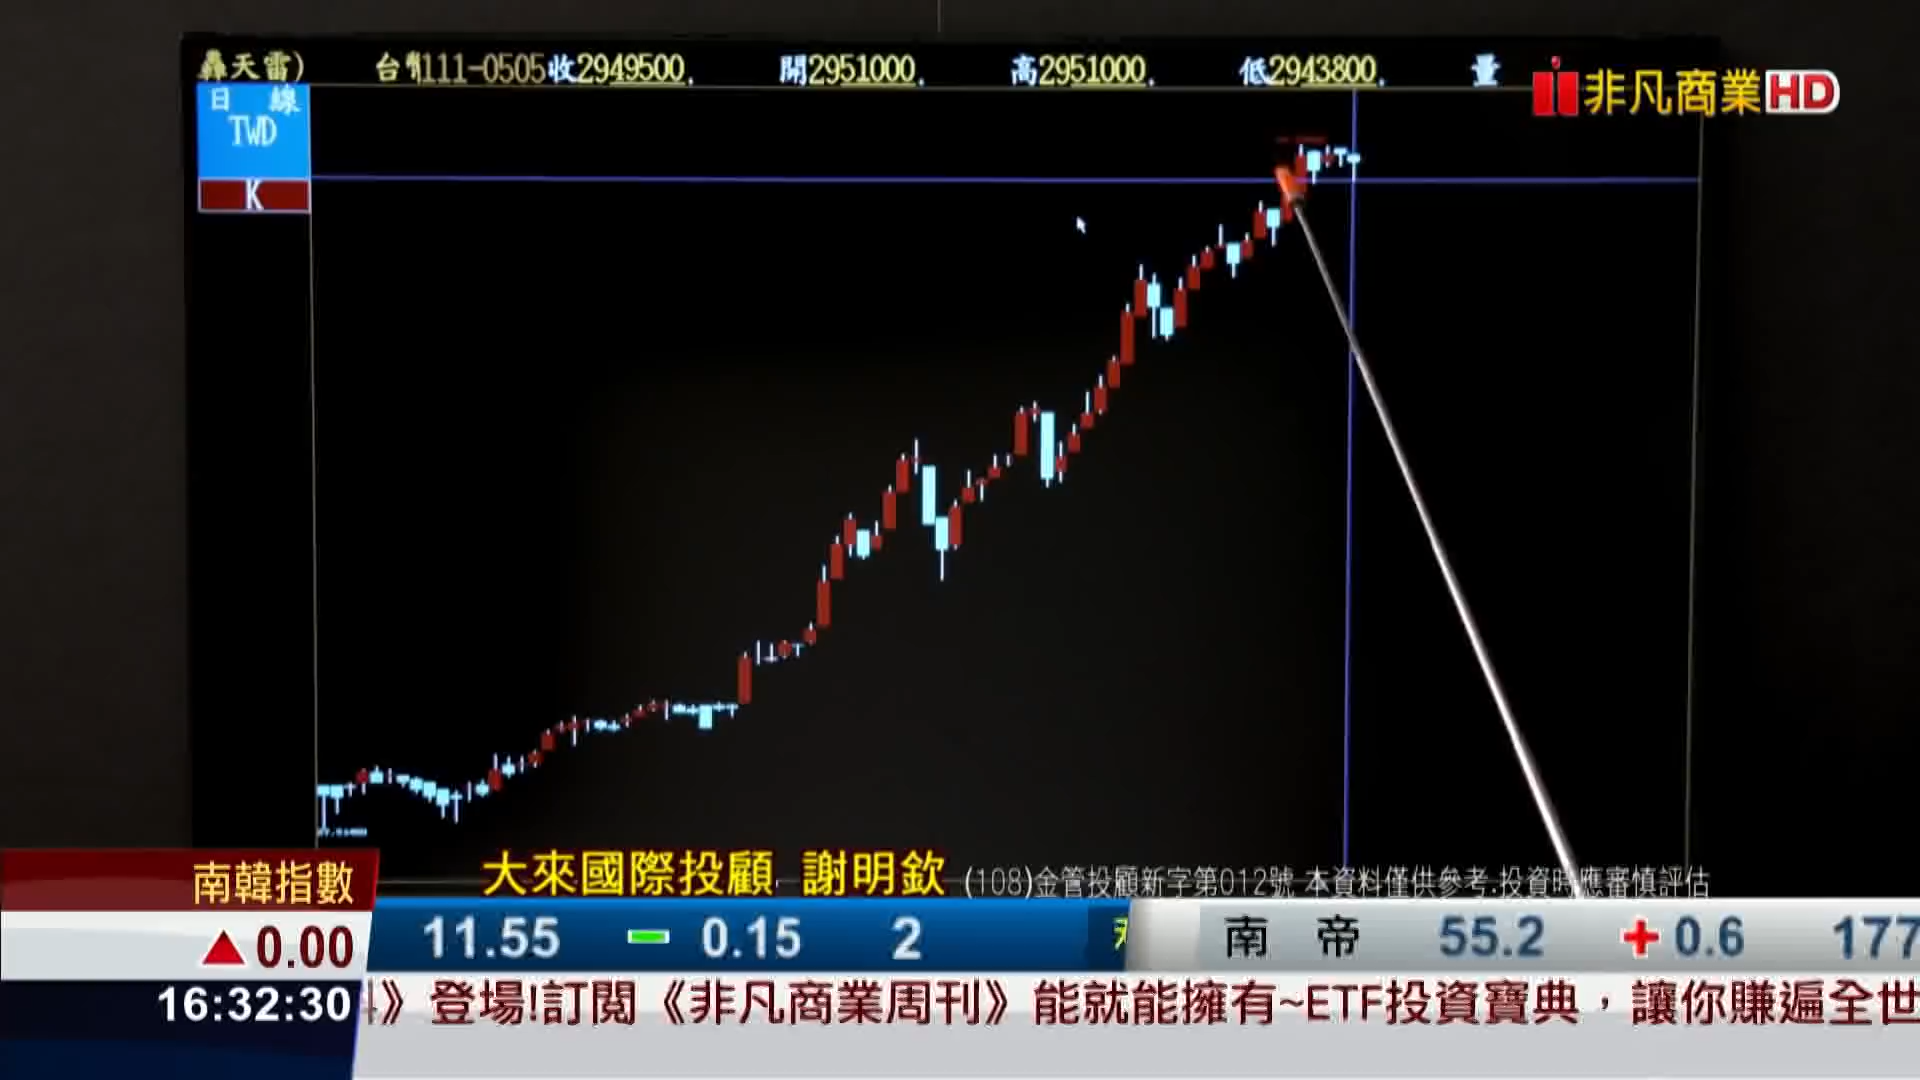 轟天雷)
台幣111-0505收2949500. 開2951000. 高2951000. 低2943800. 量
非凡商業HD
日 線
TWD
K
大來國際投顧 謝明欽
(108)金管投顧新字第012號 本資料僅供參考.投資時應審慎評估
南韓指數
0.00
11.55 0.15 2
南 帝 55.2 + 0.6 177
16:32:30
》登場!訂閱《非凡商業周刊》能就能擁有~ETF投資寶典,讓你賺遍全世